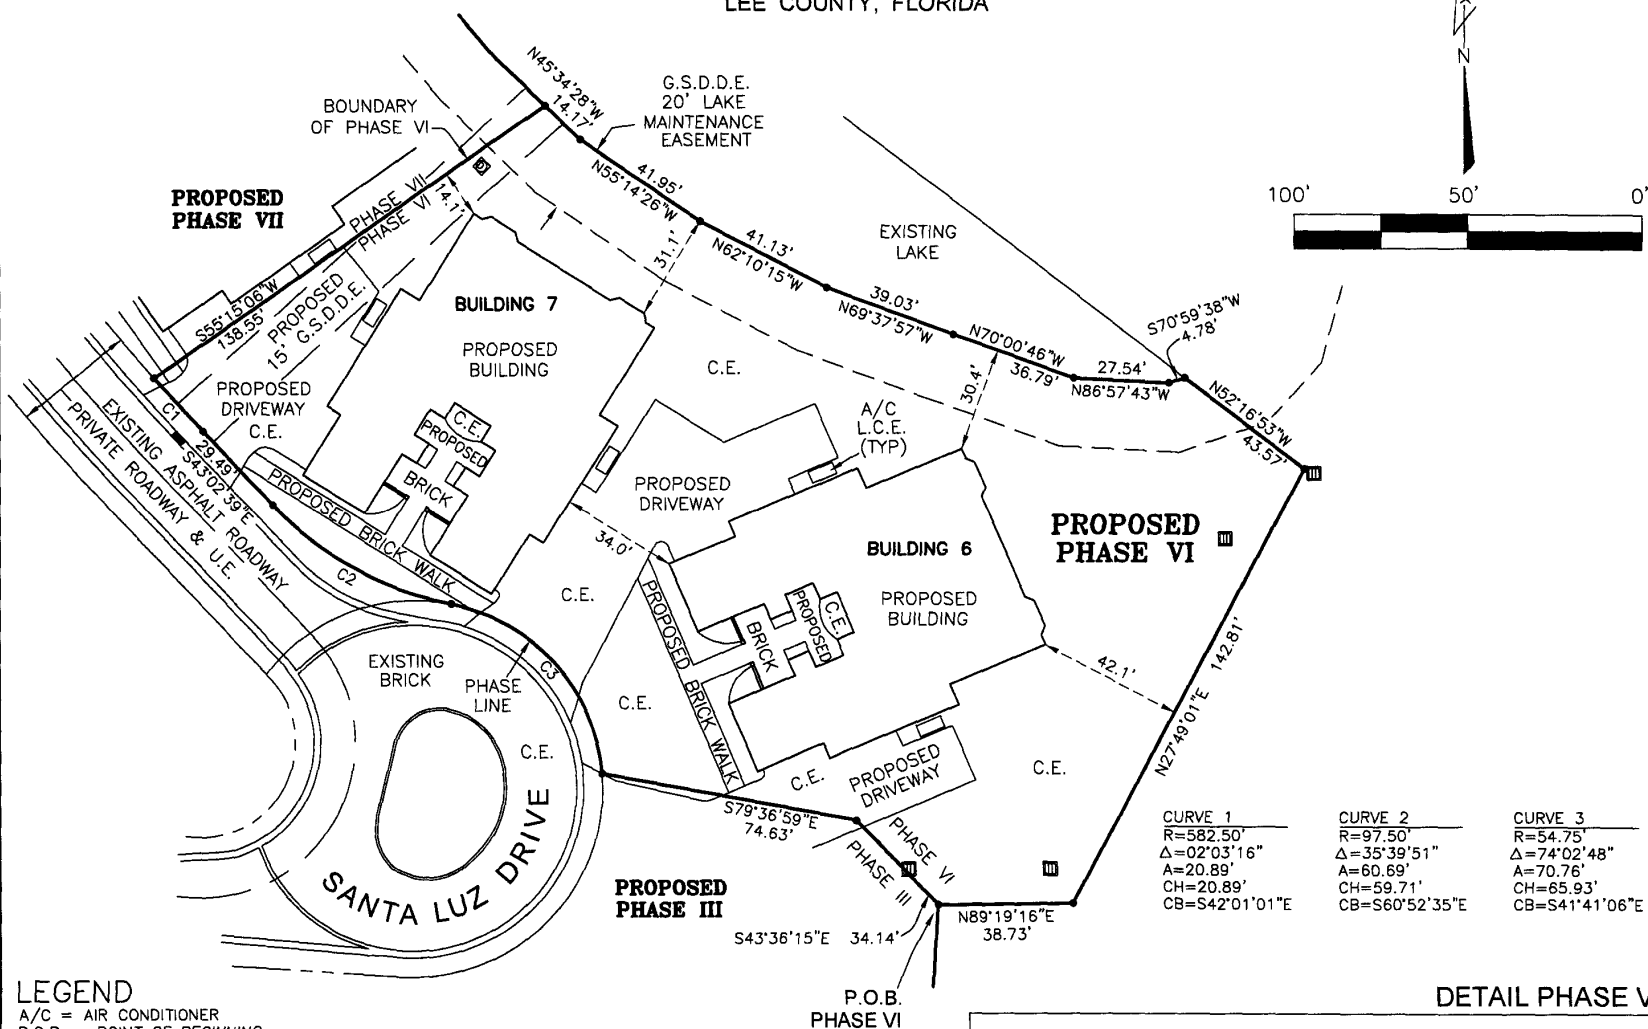 LEE COUNTY, FLORIDA
N
100'
50'
0'
N45°34'28"W
14.17'
G.S.D.D.E.
20' LAKE
MAINTENANCE
EASEMENT
BOUNDARY
OF PHASE VI
PROPOSED
PHASE VII
PHASE VII
PHASE VI
14.1'
41.95'
N55°14'26"W
31.1'
41.13'
N62°10'15"W
EXISTING
LAKE
39.03'
N69°37'57"W
N70°00'46"W
36.79'
27.54'
N86°57'43"W
S70°59'38"W
4.78'
N52°16'53"W
43.57'
30.4'
S55°15'06"W
138.55'
PROPOSED
15' G.S.D.D.E.
BUILDING 7
PROPOSED
BUILDING
C.E.
PROPOSED
DRIVEWAY
C.E.
C.E.
PROPOSED
BRICK
A/C
L.C.E.
(TYP)
C1
29.49'
S43°02'39"E
EXISTING ASPHALT ROADWAY
PRIVATE ROADWAY & U.E.
PROPOSED BRICK WALK
PROPOSED
DRIVEWAY
34.0'
PROPOSED
PHASE VI
BUILDING 6
PROPOSED
BUILDING
C2
C.E.
PROPOSED BRICK WALK
C.E.
PROPOSED
BRICK
EXISTING
BRICK
PHASE
LINE
C3
C.E.
C.E.
42.1'
142.81'
N27°49'01"E
C.E.
C.E.
PROPOSED
DRIVEWAY
S79°36'59"E
74.63'
PHASE VI
PHASE III
SANTA LUZ DRIVE
PROPOSED
PHASE III
S43°36'15"E 34.14'
N89°19'16"E
38.73'
P.O.B.
PHASE VI
CURVE 1
R=582.50'
Δ=02°03'16"
A=20.89'
CH=20.89'
CB=S42°01'01"E
CURVE 2
R=97.50'
Δ=35°39'51"
A=60.69'
CH=59.71'
CB=S60°52'35"E
CURVE 3
R=54.75'
Δ=74°02'48"
A=70.76'
CH=65.93'
CB=S41°41'06"E
LEGEND
A/C = AIR CONDITIONER
P.O.B. = POINT OF BEGINNING
DETAIL PHASE V